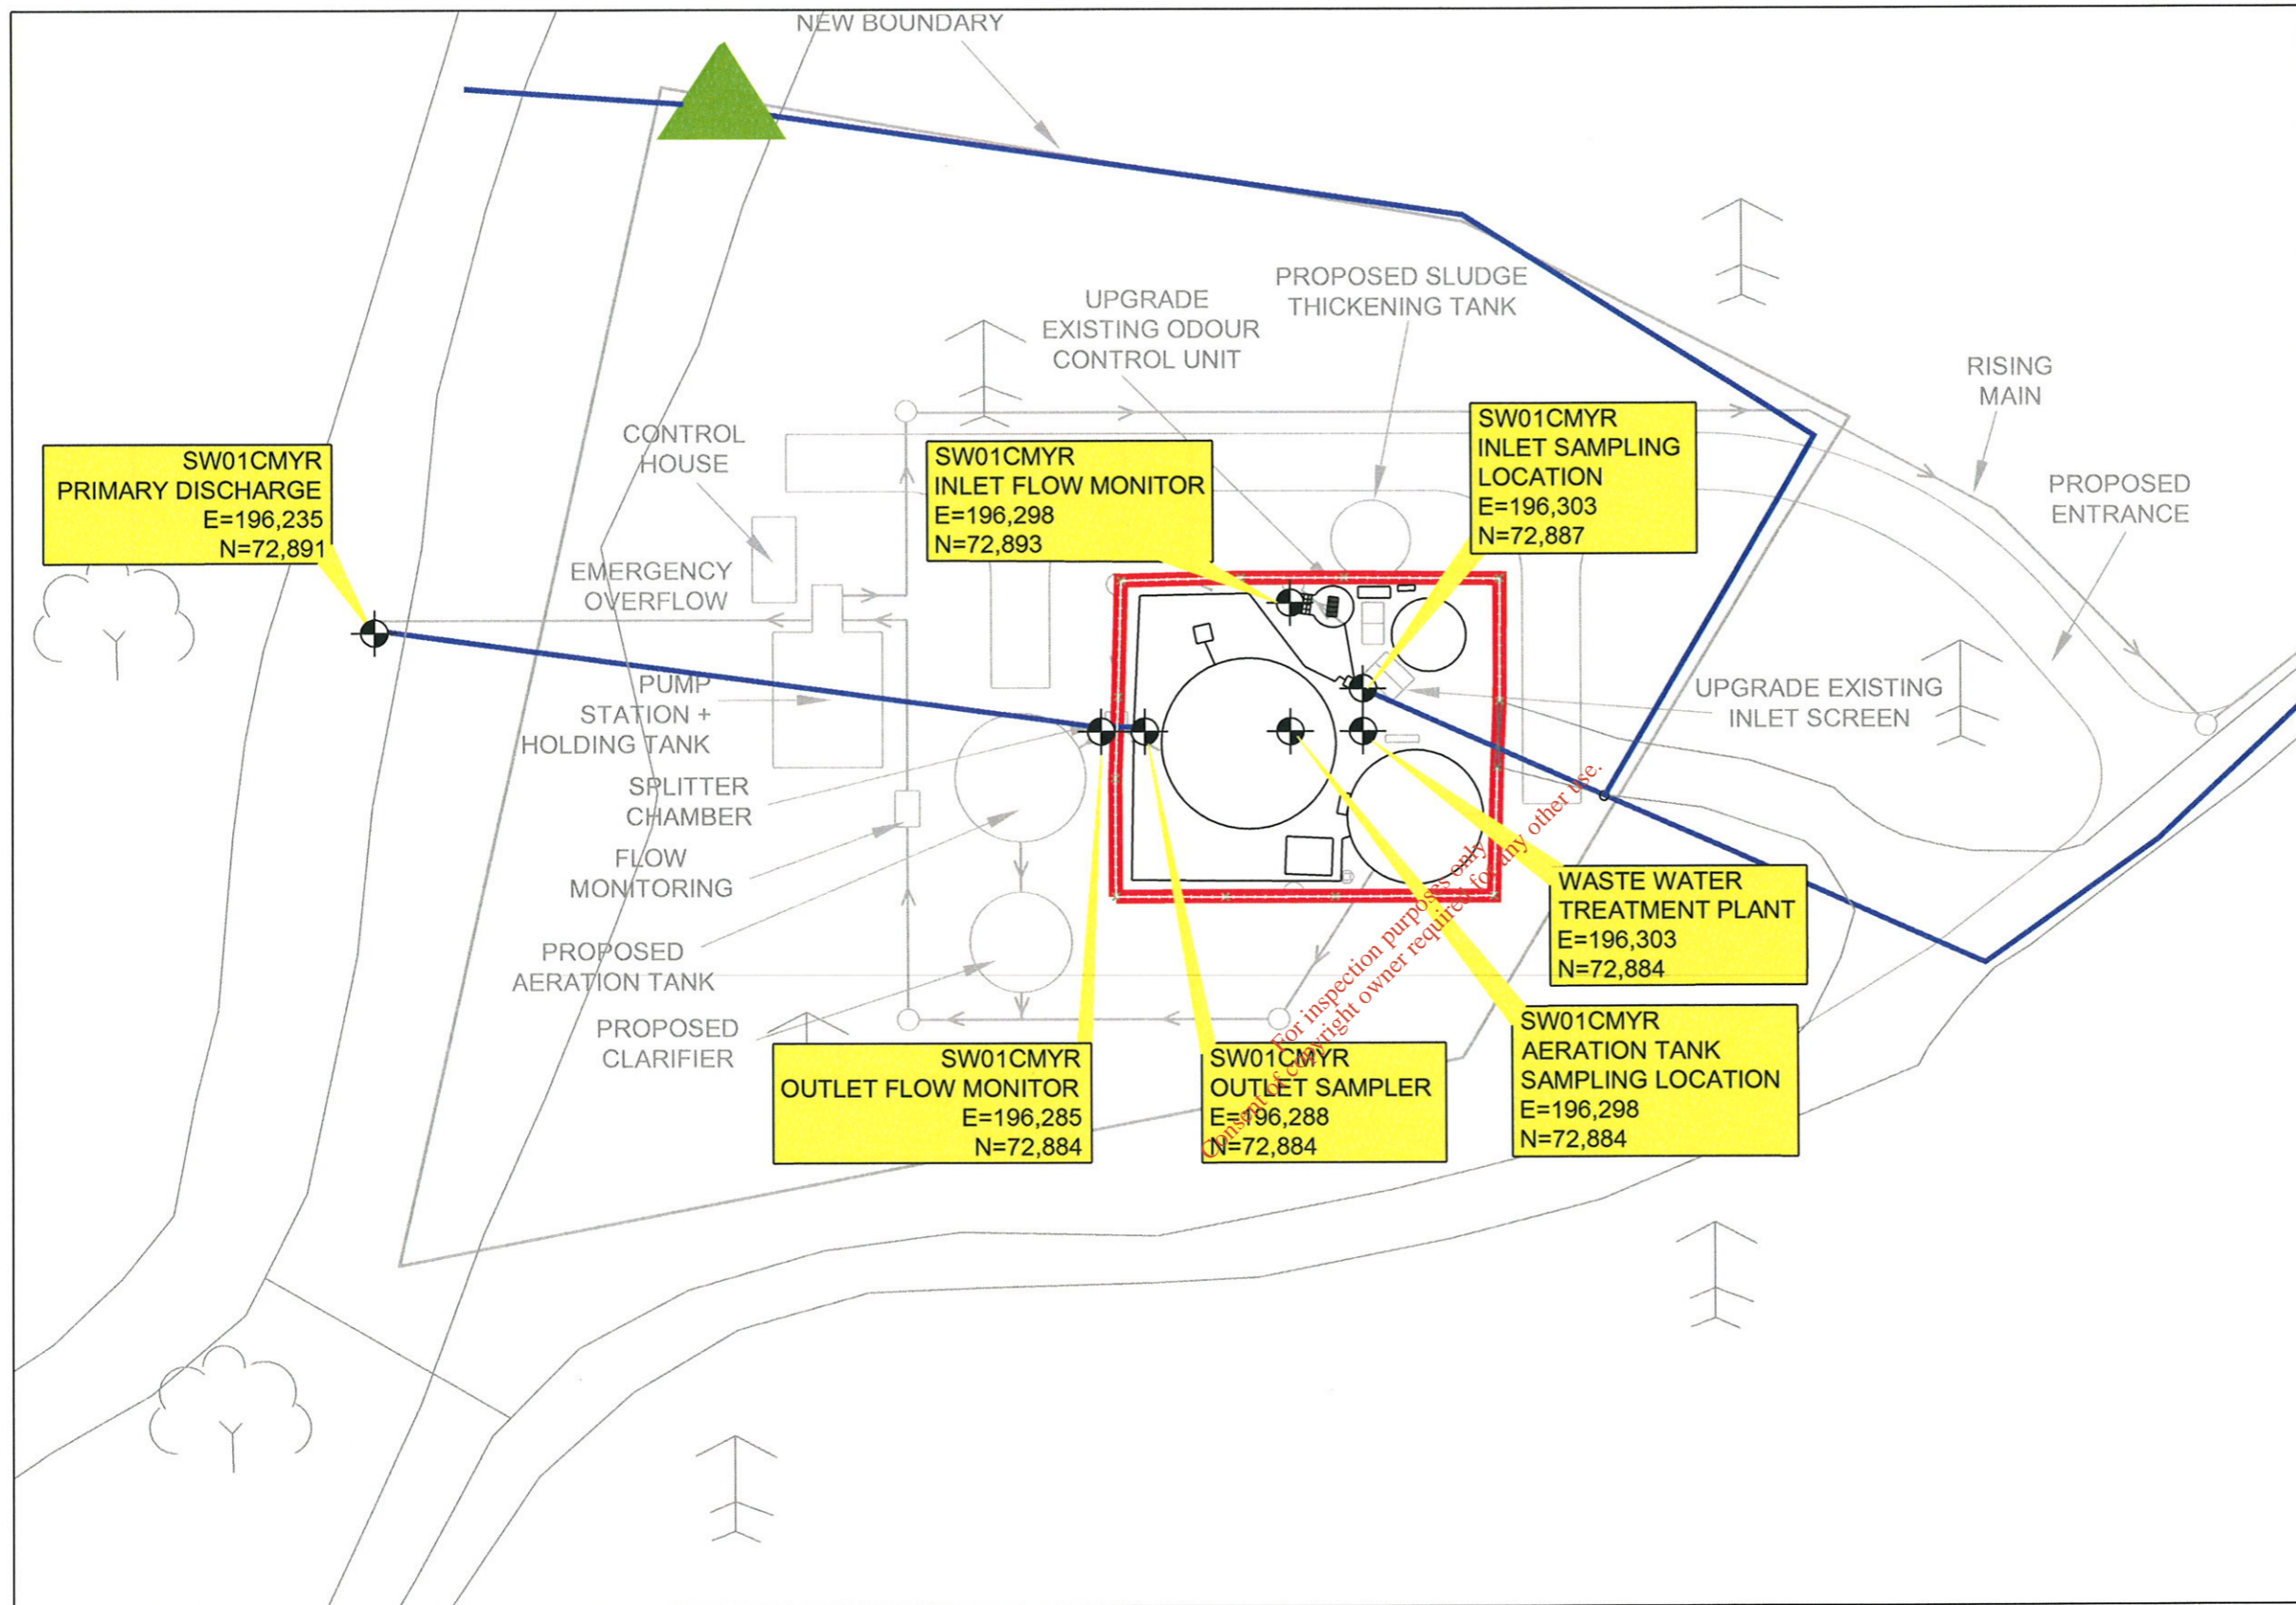 NEW BOUNDARY
PROPOSED SLUDGE
THICKENING TANK
UPGRADE
EXISTING ODOUR
CONTROL UNIT
RISING
MAIN
CONTROL
HOUSE
SW01CMYR
PRIMARY DISCHARGE
E=196,235
N=72,891
SW01CMYR
INLET FLOW MONITOR
E=196,298
N=72,893
SW01CMYR
INLET SAMPLING
LOCATION
E=196,303
N=72,887
PROPOSED
ENTRANCE
EMERGENCY
OVERFLOW
PUMP
STATION +
HOLDING TANK
UPGRADE EXISTING
INLET SCREEN
SPLITTER
CHAMBER
FLOW
MONITORING
PROPOSED
AERATION TANK
PROPOSED
CLARIFIER
WASTE WATER
TREATMENT PLANT
E=196,303
N=72,884
SW01CMYR
OUTLET FLOW MONITOR
E=196,285
N=72,884
SW01CMYR
OUTLET SAMPLER
E=196,288
N=72,884
SW01CMYR
AERATION TANK
SAMPLING LOCATION
E=196,298
N=72,884
For inspection purposes only.
Consent of copyright owner required for any other use.